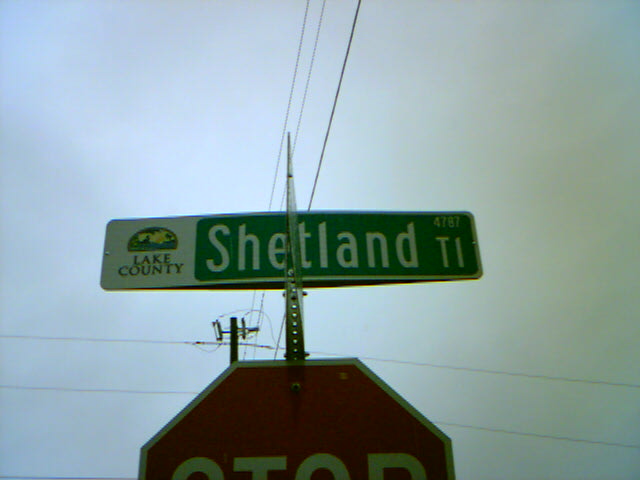 LAKE
COUNTY
Shetland Tl
4787
STOP